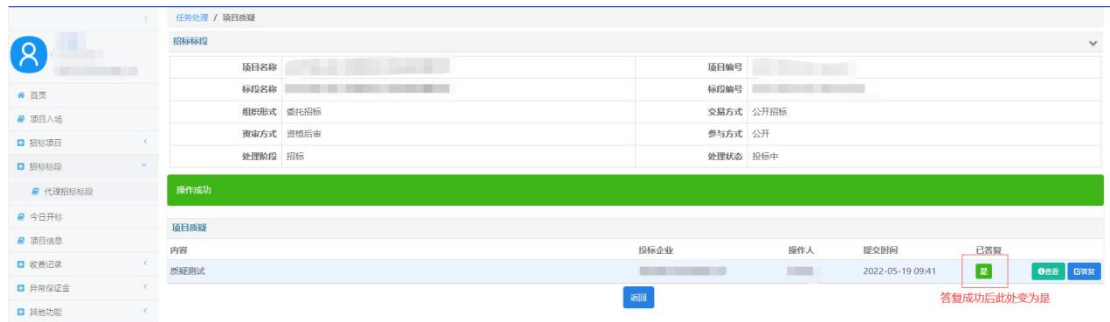 任务处理 / 项目质疑
招标标段
项目名称
项目编号
标段名称
标段编号
组织形式 委托招标
交易方式 公开招标
资审方式 资格后审
参与方式 公开
处理阶段 招标
处理状态 投标中
操作成功
项目质疑
内容 投标企业 操作人 提交时间 已答复
质疑测试 2022-05-19 09:41 是 查看 答复
返回
答复成功后此处变为是
首页
项目入场
招标项目
招标标段
代理招标标段
今日开标
项目信息
收费记录
异常保证金
其他功能